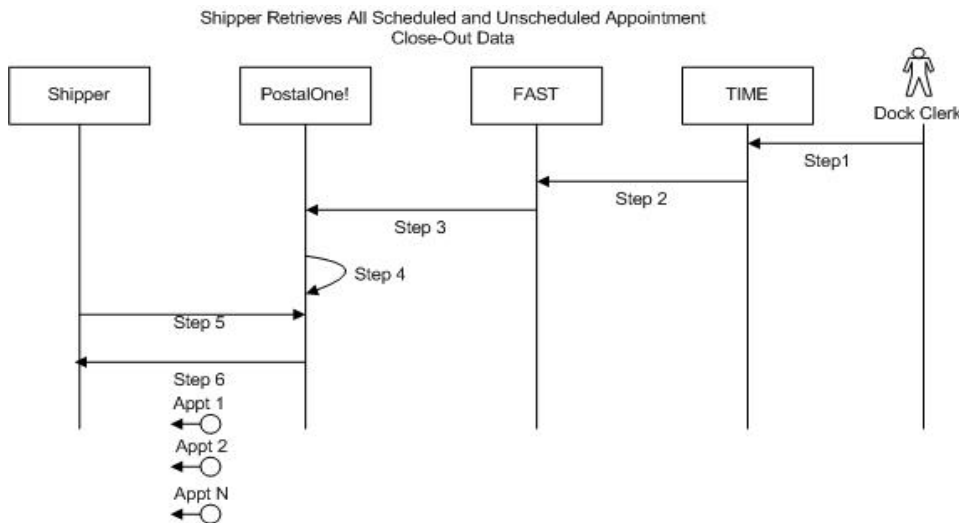 Shipper Retrieves All Scheduled and Unscheduled Appointment
Close-Out Data
Shipper
PostalOne!
FAST
TIME
Dock Clerk
Step1
Step 2
Step 3
Step 4
Step 5
Step 6
Appt 1
Appt 2
Appt N